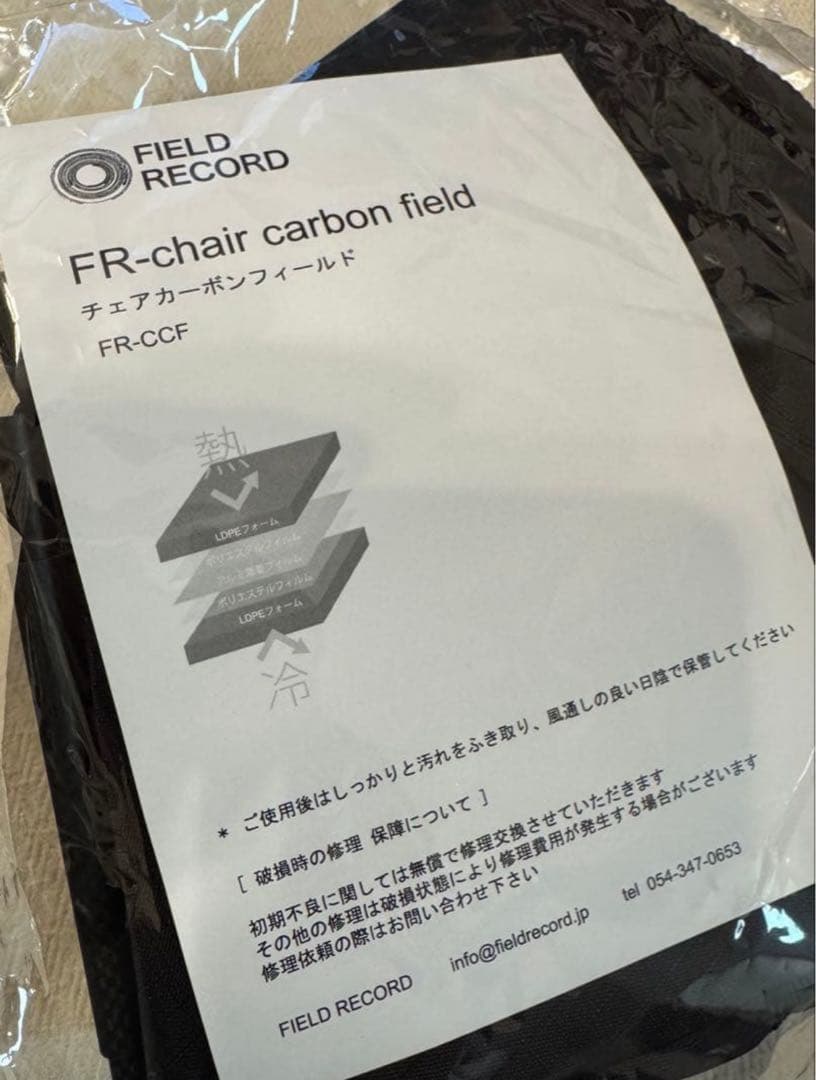 FIELD
RECORD
FR-chair carbon field
チェアカーボンフィールド
FR-CCF
熱
LDPEフォーム
ポリエステルフィルム
アルミ蒸着フィルム
ポリエステルフィルム
LDPEフォーム
冷
* ご使用後はしっかりと汚れをふき取り、風通しの良い日陰で保管してください
[ 破損時の修理 保障について ]
初期不良に関しては無償で修理交換させていただきます
その他の修理は破損状態により修理費用が発生する場合がございます
修理依頼の際はお問い合わせ下さい
FIELD RECORD info@fieldrecord.jp tel 054-347-0653